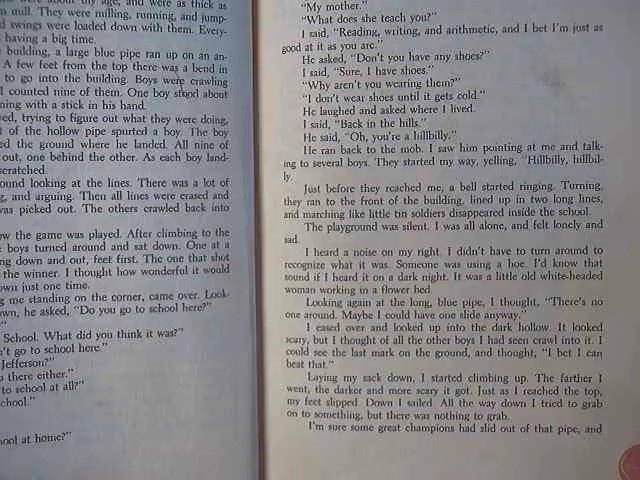 were about my age, and were as thick as
n mill. They were milling, running, and jump-
d swings were loaded down with them. Every-
having a big time.
building, a large blue pipe ran up on an an-
A few feet from the top there was a bend in
to go into the building. Boys were crawling
I counted nine of them. One boy stood about
ning with a stick in his hand.
ed, trying to figure out what they were doing,
t of the hollow pipe spurted a boy. The boy
ed the ground where he landed. All nine of
out, one behind the other. As each boy land-
scratched.
ound looking at the lines. There was a lot of
g, and arguing. Then all lines were erased and
was picked out. The others crawled back into
ow the game was played. After climbing to the
boys turned around and sat down. One at a
ng down and out, feet first. The one that shot
the winner. I thought how wonderful it would
own just one time.
g me standing on the corner, came over. Look-
own, he asked, "Do you go to school here?"
"
School. What did you think it was?"
n't go to school here."
Jefferson?"
o there either."
to school at all?"
chool."
ool at home?"
"My mother."
"What does she teach you?"
I said, "Reading, writing, and arithmetic, and I bet I'm just as
good at it as you are."
He asked, "Don't you have any shoes?"
I said, "Sure, I have shoes."
"Why aren't you wearing them?"
"I don't wear shoes until it gets cold."
He laughed and asked where I lived.
I said, "Back in the hills."
He said, "Oh, you're a hillbilly."
He ran back to the mob. I saw him pointing at me and talk-
ing to several boys. They started my way, yelling, "Hillbilly, hillbil-
ly.
Just before they reached me, a bell started ringing. Turning,
they ran to the front of the building, lined up in two long lines,
and marching like little tin soldiers disappeared inside the school.
The playground was silent. I was all alone, and felt lonely and
sad.
I heard a noise on my right. I didn't have to turn around to
recognize what it was. Someone was using a hoe. I'd know that
sound if I heard it on a dark night. It was a little old white-headed
woman working in a flower bed.
Looking again at the long, blue pipe, I thought, "There's no
one around. Maybe I could have one slide anyway."
I eased over and looked up into the dark hollow. It looked
scary, but I thought of all the other boys I had seen crawl into it. I
could see the last mark on the ground, and thought, "I bet I can
beat that."
Laying my sack down, I started climbing up. The farther I
went, the darker and more scary it got. Just as I reached the top,
my feet slipped. Down I sailed. All the way down I tried to grab
on to something, but there was nothing to grab.
I'm sure some great champions had slid out of that pipe, and